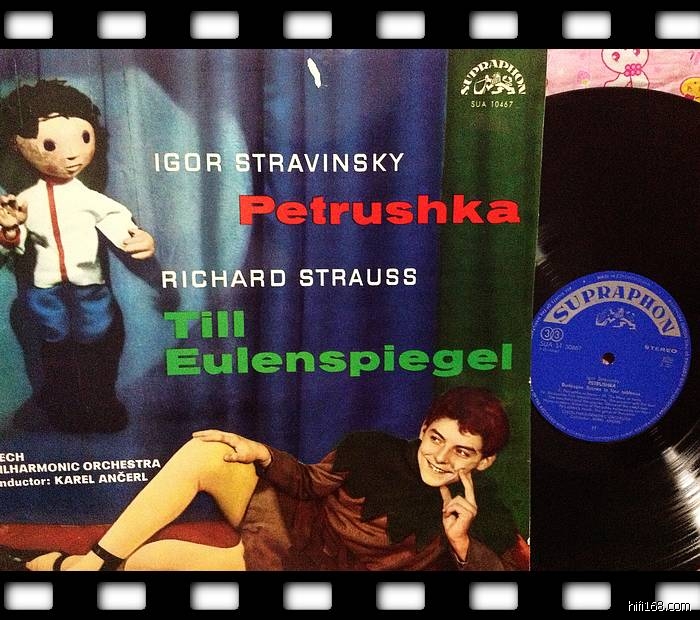 SUPRAPHON
SUA 10467
IGOR STRAVINSKY
Petrushka
RICHARD STRAUSS
Till
Eulenspiegel
ECH
ILHARMONIC ORCHESTRA
nductor: KAREL ANČERL
SUPRAPHON
33
STEREO
PETRUSHKA
hifi168.com